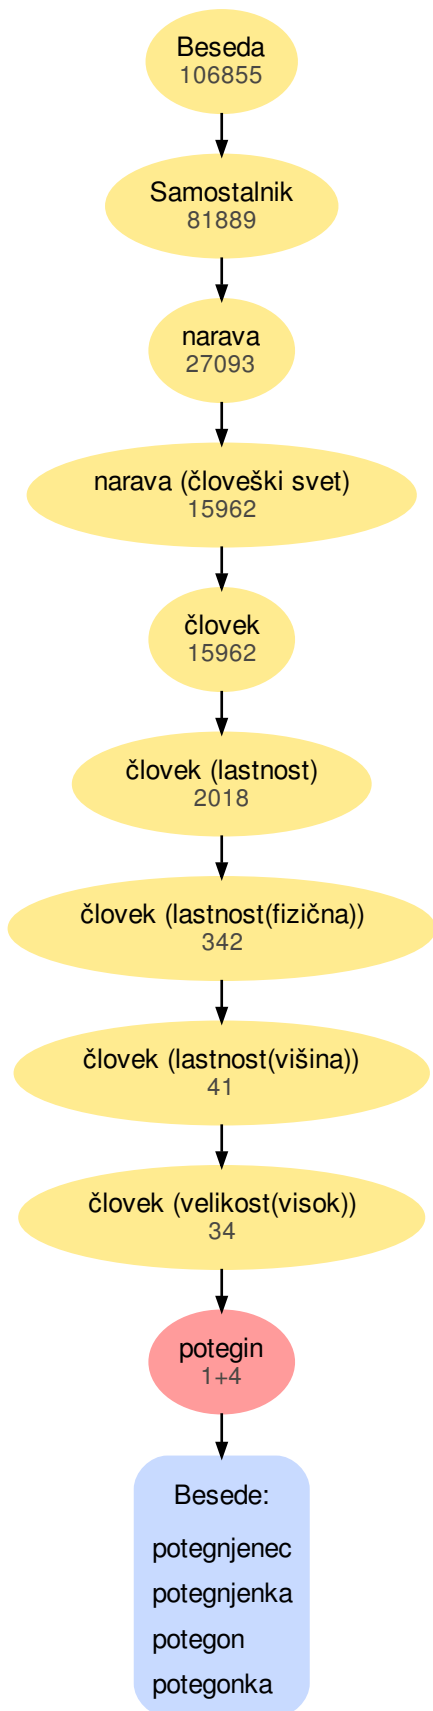 Beseda
106855
Samostalnik
81889
narava
27093
narava (človeški svet)
15962
človek
15962
človek (lastnost)
2018
človek (lastnost(fizična))
342
človek (lastnost(višina))
41
človek (velikost(visok))
34
potegin
1+4
Besede:
potegnjenec
potegnjenka
potegon
potegonka